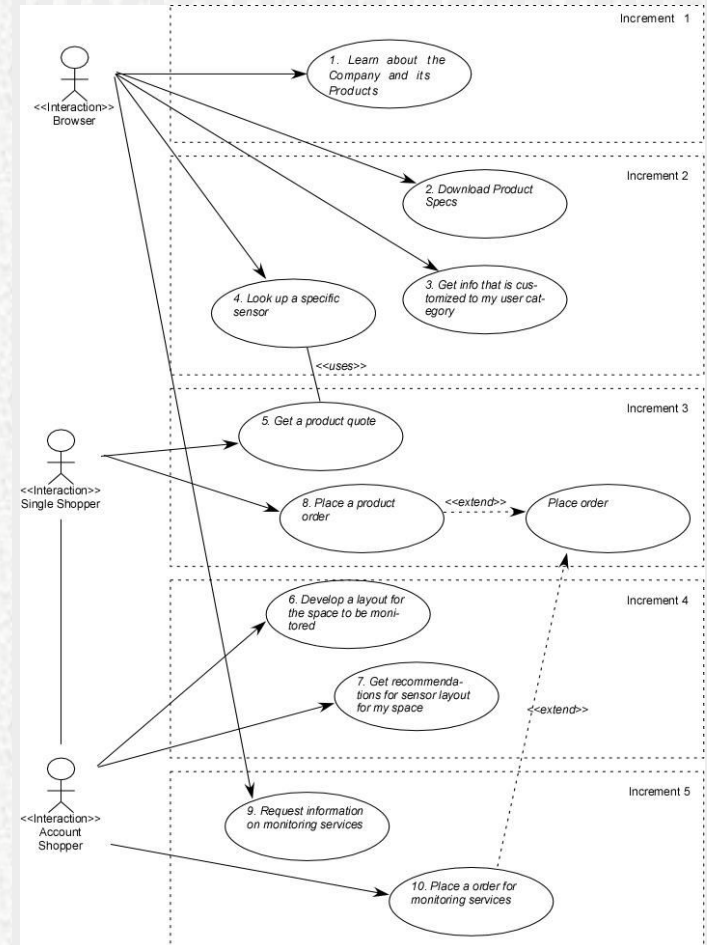 Increment 1
1. Learn about the
Company and its
Products
<<Interaction>>
Browser
Increment 2
2. Download Product
Specs
3. Get info that is cus-
tomized to my user cat-
egory
4. Look up a specific
sensor
<<uses>>
Increment 3
5. Get a product quote
<<Interaction>>
Single Shopper
8. Place a product
order
<<extend>>
Place order
Increment 4
6. Develop a layout for
the space to be moni-
tored
7. Get recommenda-
tions for sensor layout
for my space
<<extend>>
<<Interaction>>
Account
Shopper
Increment 5
9. Request information
on monitoring services
10. Place a order for
monitoring services